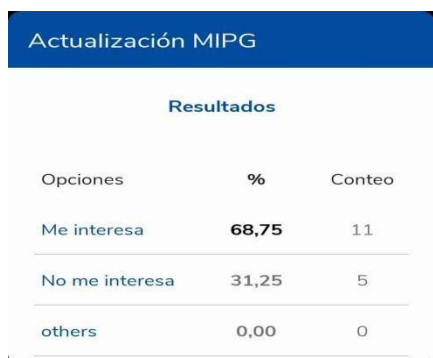 Actualización MIPG
Resultados
Opciones % Conteo
Me interesa 68,75 11
No me interesa 31,25 5
others 0,00 0